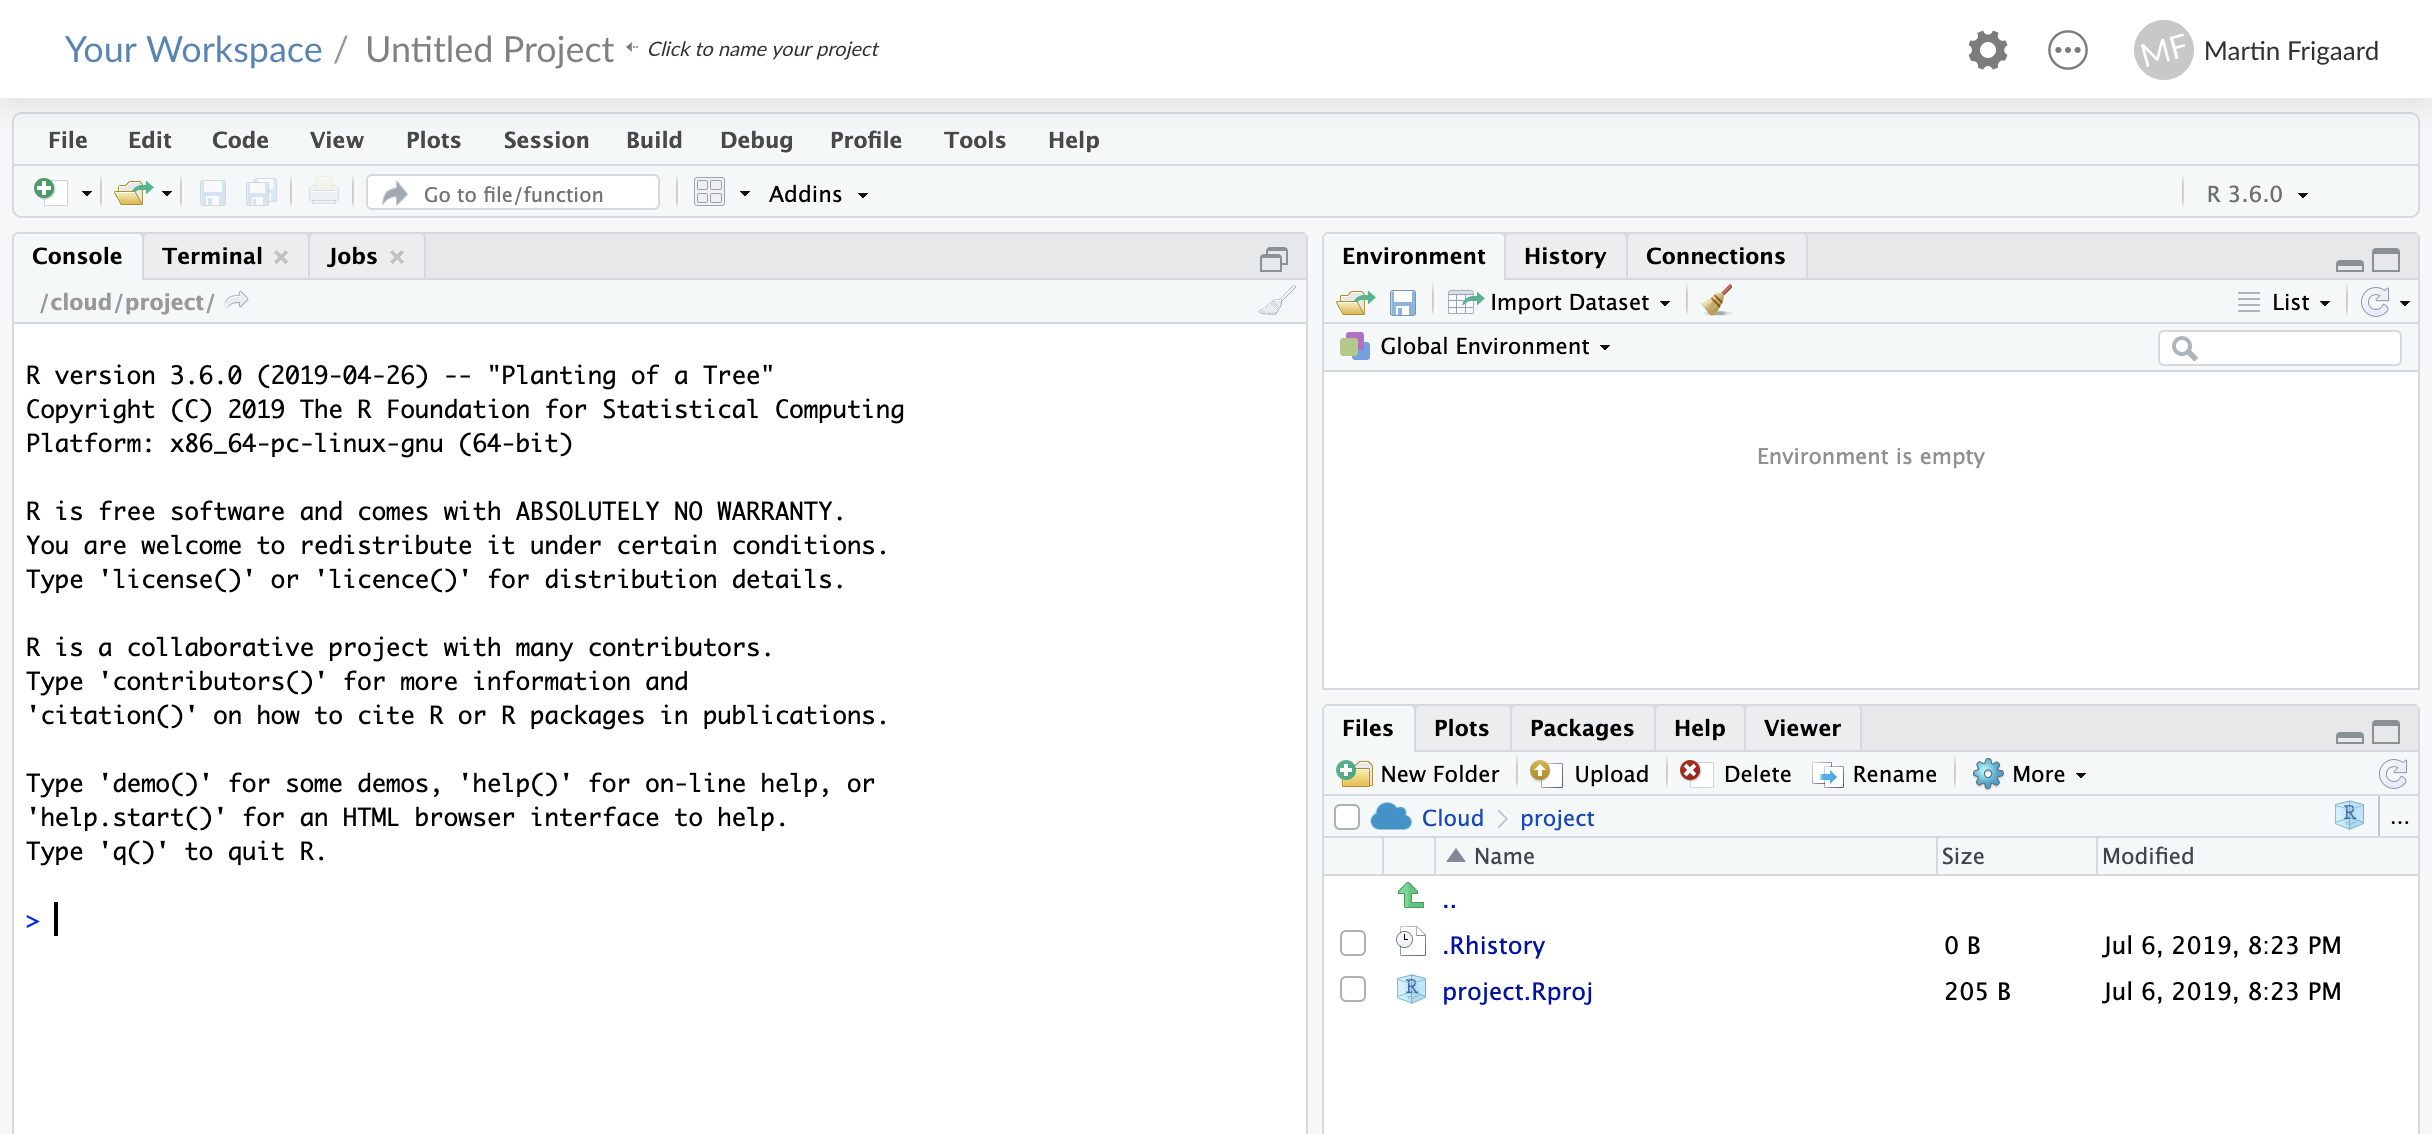 Your Workspace / Untitled Project Click to name your project
MF Martin Frigaard
File Edit Code View Plots Session Build Debug Profile Tools Help
Go to file/function Addins R 3.6.0
Console Terminal Jobs
/cloud/project/
R version 3.6.0 (2019-04-26) -- "Planting of a Tree"
Copyright (C) 2019 The R Foundation for Statistical Computing
Platform: x86_64-pc-linux-gnu (64-bit)
R is free software and comes with ABSOLUTELY NO WARRANTY.
You are welcome to redistribute it under certain conditions.
Type 'license()' or 'licence()' for distribution details.
R is a collaborative project with many contributors.
Type 'contributors()' for more information and
'citation()' on how to cite R or R packages in publications.
Type 'demo()' for some demos, 'help()' for on-line help, or
'help.start()' for an HTML browser interface to help.
Type 'q()' to quit R.
>
Environment History Connections
Import Dataset List
Global Environment
Environment is empty
Files Plots Packages Help Viewer
New Folder Upload Delete Rename More
Cloud project R ...
Name Size Modified
..
.Rhistory 0 B Jul 6, 2019, 8:23 PM
R project.Rproj 205 B Jul 6, 2019, 8:23 PM